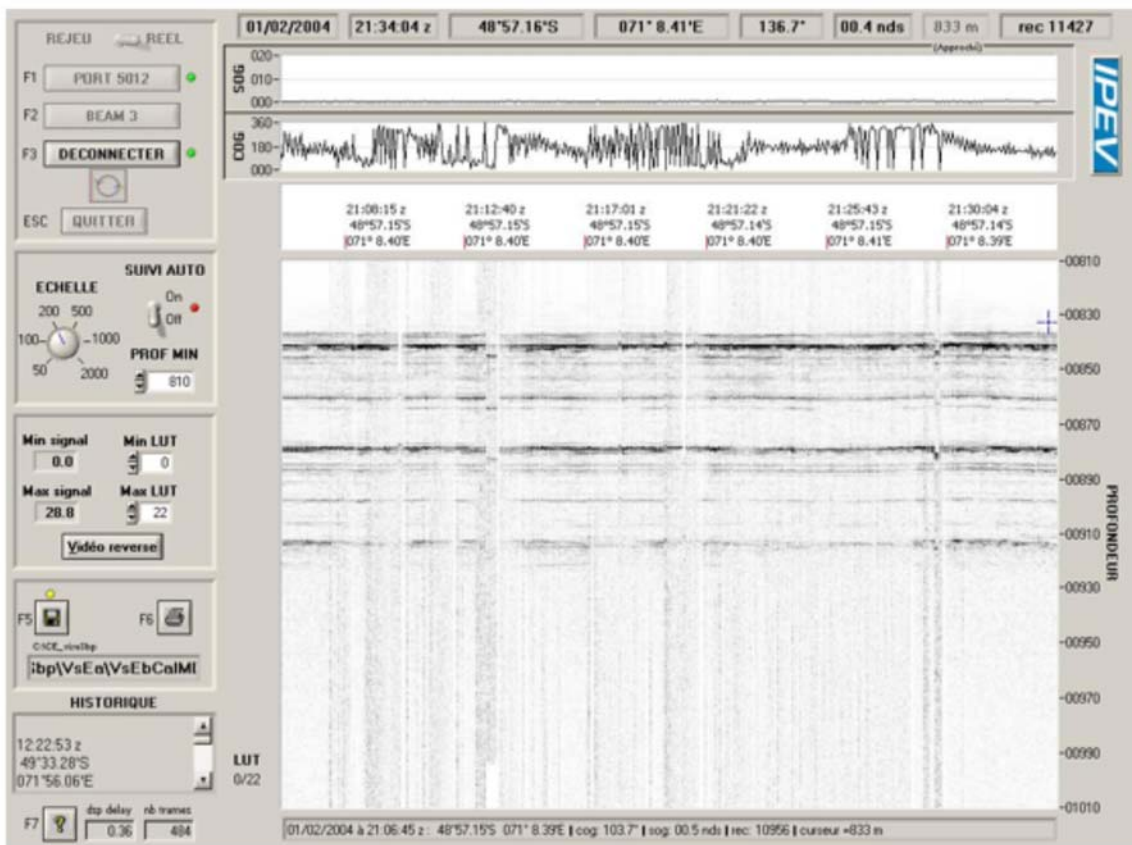 01/02/2004 21:34:04 z 48°57.16°S 071° 8.41'E 136.7° 00.4 nds 833 m rec 11427
(Approché)
REJEU REEL
F1 PORT 5012
F2 BEAM 3
F3 DECONNECTER
ESC QUITTER
SOG
020-
010-
000-
COG
360-
180-
000-
IPEV
21:08:15 z 21:12:40 z 21:17:01 z 21:21:22 z 21:25:43 z 21:30:04 z
48°57.15'S 48°57.15'S 48°57.15'S 48°57.14'S 48°57.15'S 48°57.14'S
071° 8.40'E 071° 8.40'E 071° 8.40'E 071° 8.40'E 071° 8.41'E 071° 8.39'E
ECHELLE
SUIVI AUTO
On
Off
50 100 200 500 1000 2000
PROF MIN
810
Min signal Min LUT
0.0 0
Max signal Max LUT
28.8 22
Vidéo reverse
F5 F6
ibp\VsEa\VsEbCalMI
HISTORIQUE
12:22:53 z
49°33.28'S
071°56.06'E
LUT
0/22
F7 ? dsp delay nb trames
0.36 484
-00810
-00830
-00850
-00870
-00890
-00910
-00930
-00950
-00970
-00990
-01010
PROFONDEUR
01/02/2004 à 21:06:45 z : 48°57.15'S 071° 8.39'E | cog: 103.7° | sog: 00.5 nds | rec: 10956 | curseur =833 m